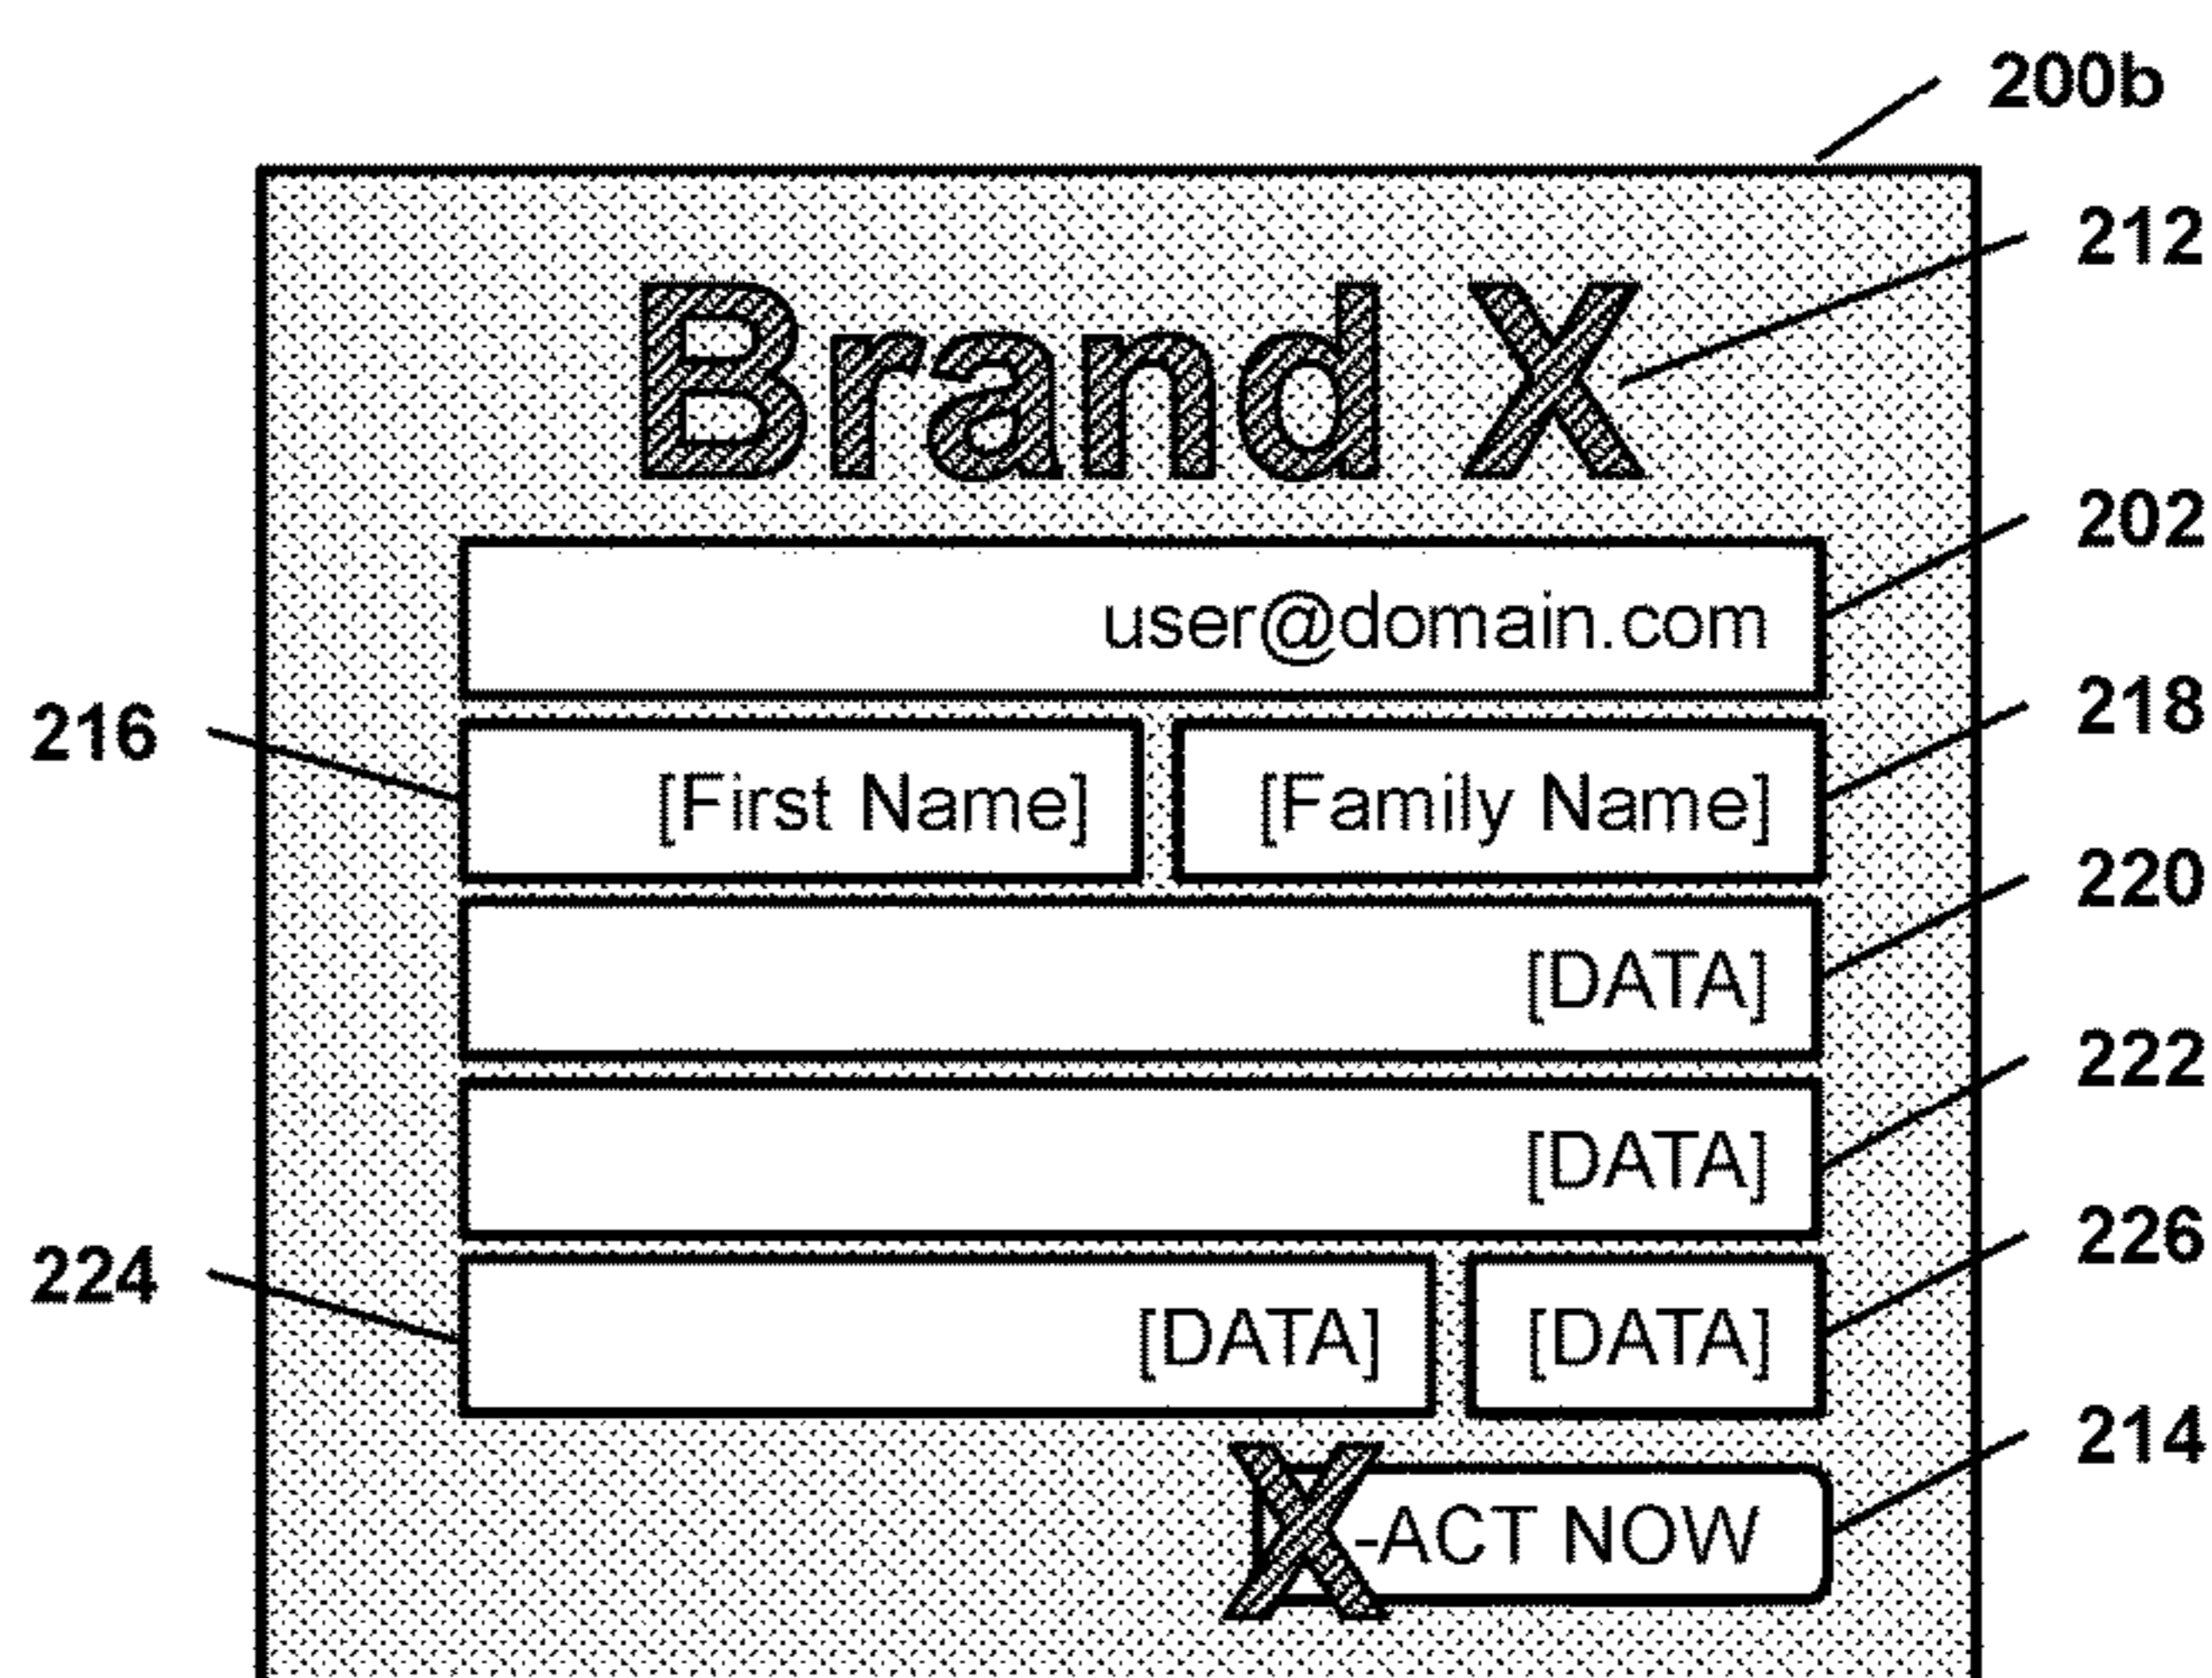 200b
Brand X
212
user@domain.com
202
216
[First Name] [Family Name]
218
[DATA]
220
[DATA]
222
224
[DATA] [DATA]
226
X-ACT NOW
214